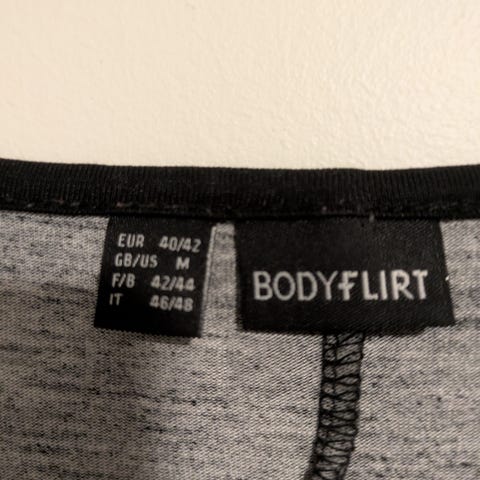 EUR 40/42
GB/US M
F/B 42/44
IT 46/48
BODYFLIRT